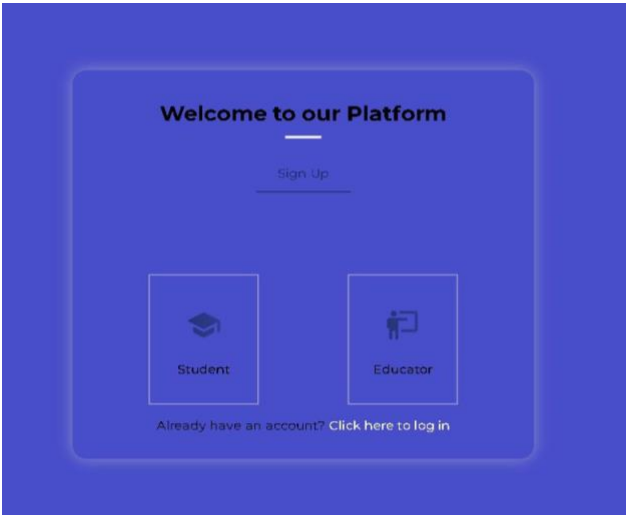 Welcome to our Platform
Sign Up
Student
Educator
Already have an account? Click here to log in